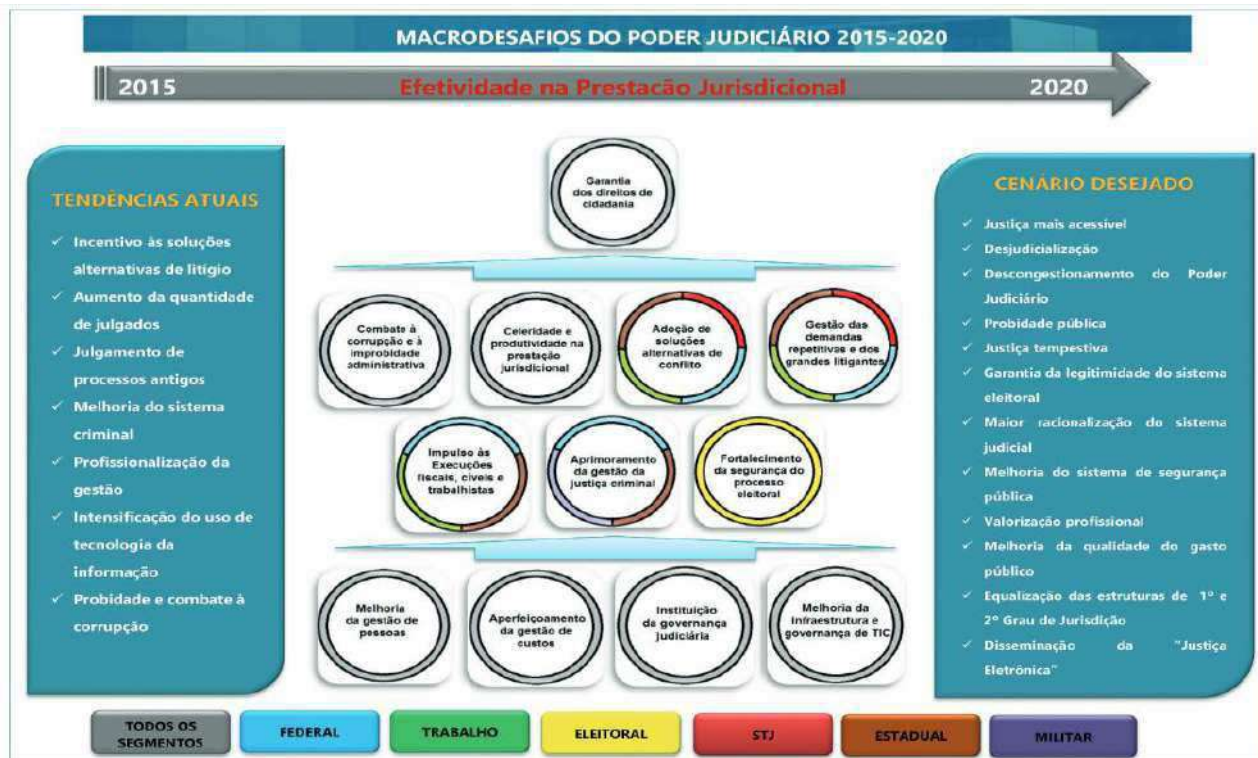 MACRODESAFIOS DO PODER JUDICIÁRIO 2015-2020
2015
Efetividade na Prestacão Jurisdicional
2020
TENDÊNCIAS ATUAIS
✓ Incentivo às soluções
alternativas de litígio
✓ Aumento da quantidade
de julgados
✓ Julgamento de
processos antigos
✓ Melhoria do sistema
criminal
✓ Profissionalização da
gestão
✓ Intensificação do uso de
tecnologia da
informação
✓ Probidade e combate à
corrupção
Garantia
dos direitos de
cidadania
Combate à
corrupção e à
improbidade
administrativa
Celeridade e
produtividade na
prestação
jurisdicional
Adoção de
soluções
alternativas de
conflito
Gestão das
demandas
repetitivas e dos
grandes litigantes
Impulso às
Execuções
fiscais, cíveis e
trabalhistas
Aprimoramento
da gestão da
justiça criminal
Fortalecimento
da segurança do
processo
eleitoral
Melhoria
da gestão de
pessoas
Aperfeiçoamento
da gestão de
custos
Instituição
da governança
judiciária
Melhoria da
Infraestrutura e
governança de TIC
CENÁRIO DESEJADO
✓ Justiça mais acessível
✓ Desjudicialização
✓ Descongestionamento do Poder
Judiciário
✓ Probidade pública
✓ Justiça tempestiva
✓ Garantia da legitimidade do sistema
eleitoral
✓ Maior racionalização do sistema
judicial
✓ Melhoria do sistema de segurança
pública
✓ Valorização profissional
✓ Melhoria da qualidade do gasto
público
✓ Equalização das estruturas de 1º e
2º Grau de Jurisdição
✓ Disseminação da "Justiça
Eletrônica"
TODOS OS
SEGMENTOS
FEDERAL
TRABALHO
ELEITORAL
STJ
ESTADUAL
MILITAR